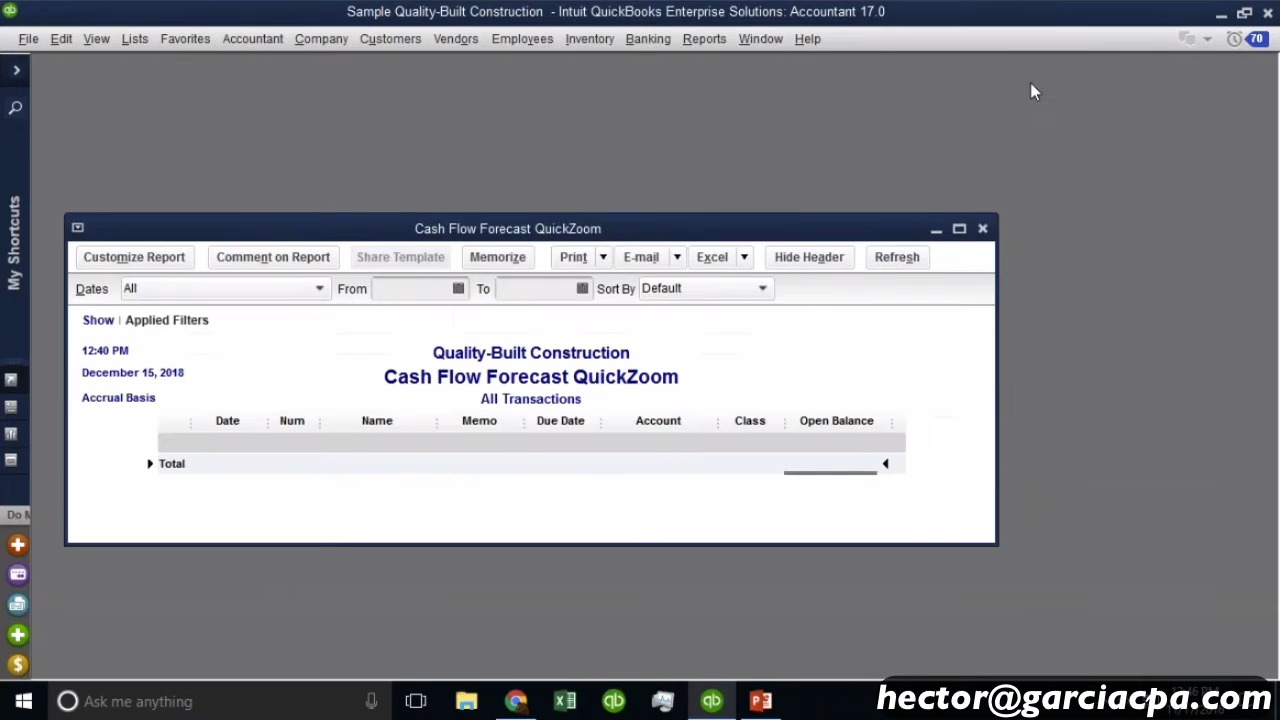 Sample Quality-Built Construction - Intuit QuickBooks Enterprise Solutions: Accountant 17.0
File Edit View Lists Favorites Accountant Company Customers Vendors Employees Inventory Banking Reports Window Help 70
My Shortcuts
Cash Flow Forecast QuickZoom
Customize Report Comment on Report Share Template Memorize Print E-mail Excel Hide Header Refresh
Dates All From To Sort By Default
Show | Applied Filters
12:40 PM Quality-Built Construction
December 15, 2018 Cash Flow Forecast QuickZoom
Accrual Basis All Transactions
Date Num Name Memo Due Date Account Class Open Balance
Total
Do
Ask me anything
hector@garciacpa.com